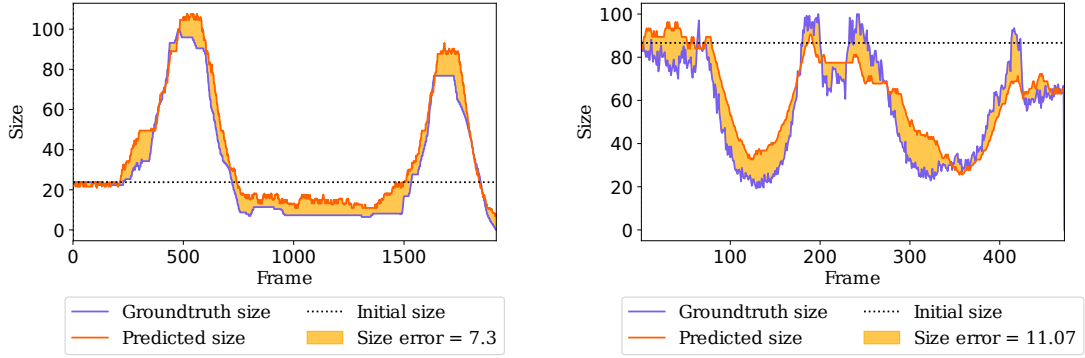 100
80
60
40
20
0
Size
0
500
1000
1500
Frame
Groundtruth size
Predicted size
Initial size
Size error = 7.3
100
80
60
40
20
0
Size
100
200
300
400
Frame
Groundtruth size
Predicted size
Initial size
Size error = 11.07